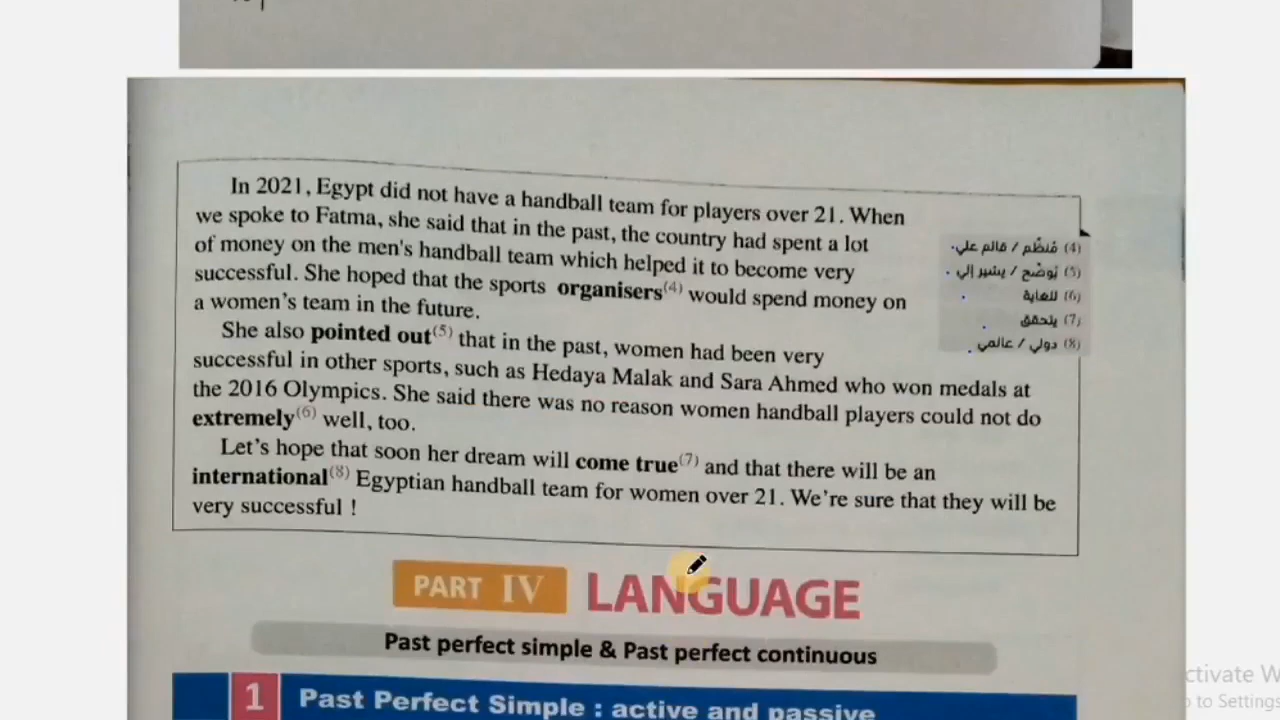 In 2021, Egypt did not have a handball team for players over 21. When
we spoke to Fatma, she said that in the past, the country had spent a lot
of money on the men's handball team which helped it to become very
successful. She hoped that the sports organisers(4) would spend money on
a women's team in the future.
She also pointed out(5) that in the past, women had been very
successful in other sports, such as Hedaya Malak and Sara Ahmed who won medals at
the 2016 Olympics. She said there was no reason women handball players could not do
extremely(6) well, too.
Let's hope that soon her dream will come true(7) and that there will be an
international(8) Egyptian handball team for women over 21. We're sure that they will be
very successful !
(4) مُنظِّم / قائم علي
(5) يُوضِّح / يشير إلي
(6) للغاية
(7) يتحقق
(8) دولي / عالمي
PART IV LANGUAGE
Past perfect simple & Past perfect continuous
1 Past Perfect Simple : active and passive
ctivate W
to Settings